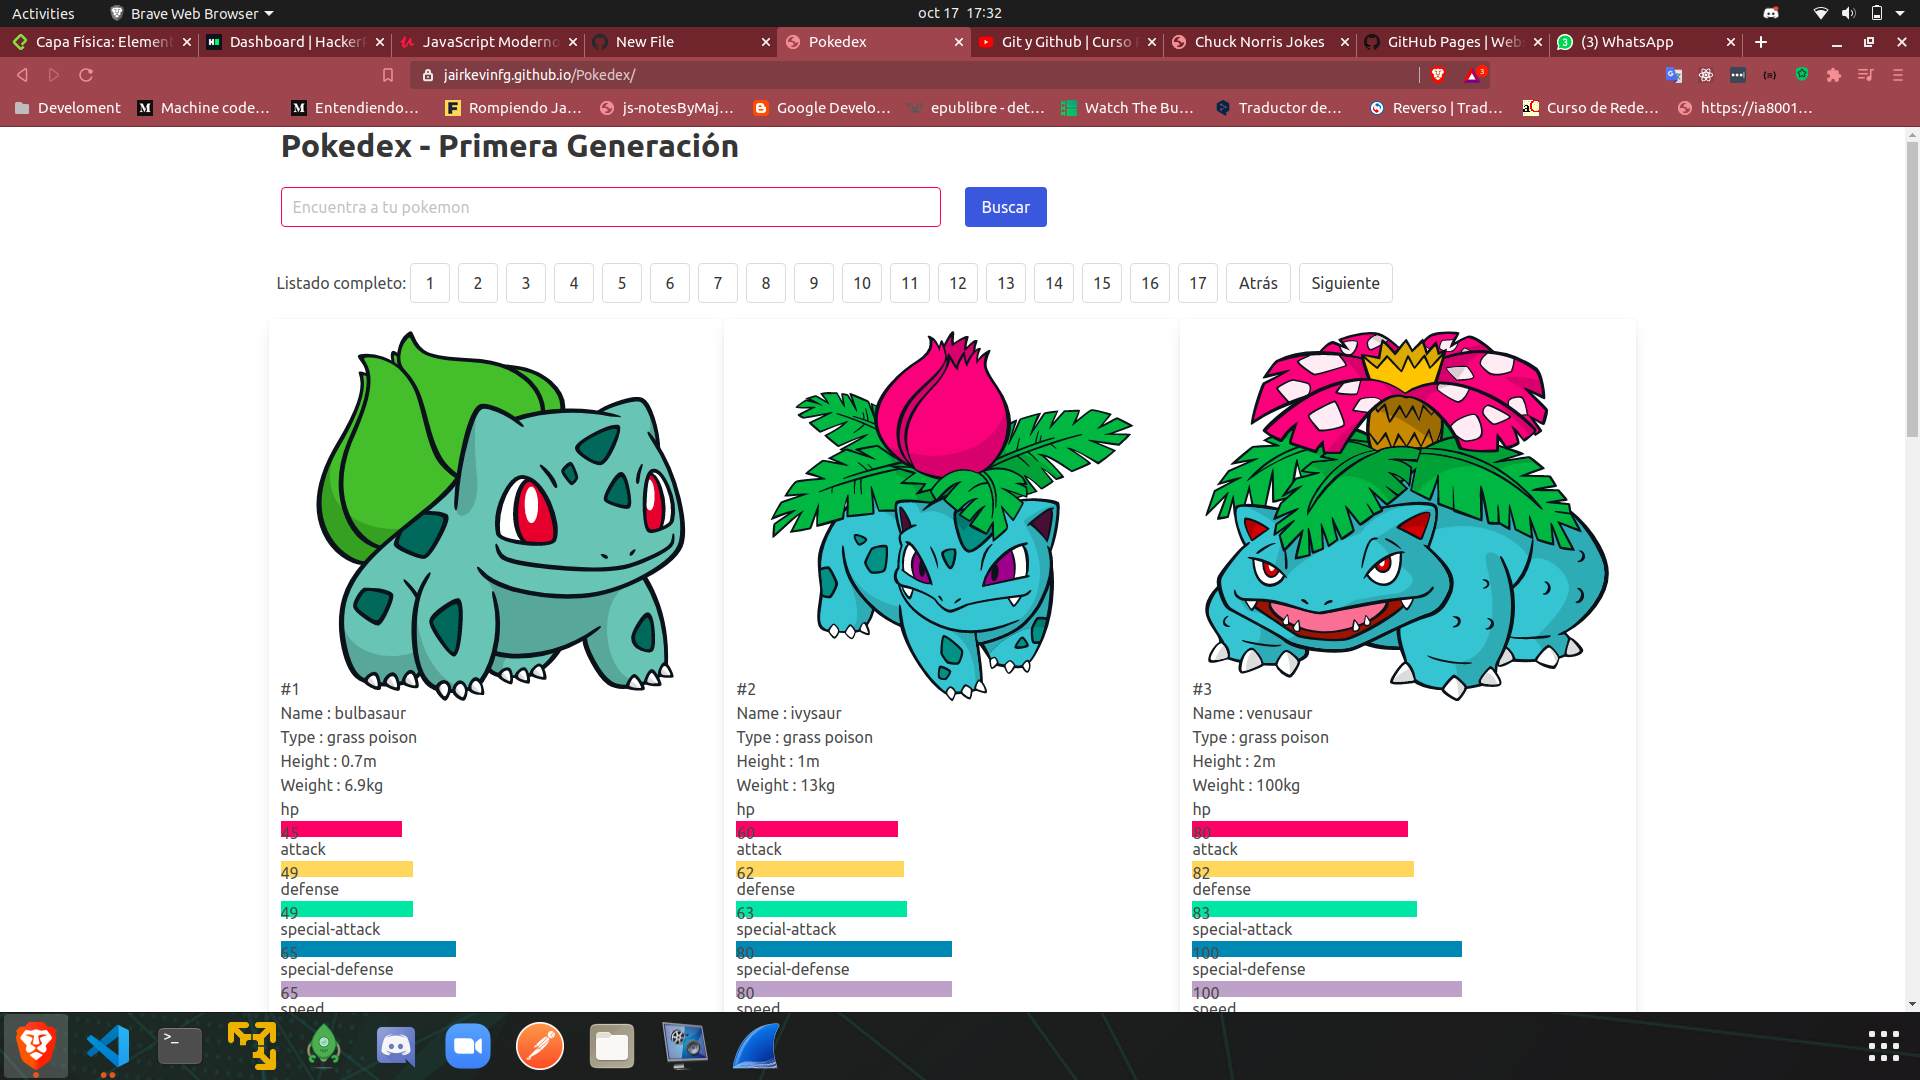 Activities Brave Web Browser oct 17 17:32
Capa Física: Element Dashboard | HackerR JavaScript Moderno New File Pokedex Git y Github | Curso Chuck Norris Jokes GitHub Pages | Webs (3) WhatsApp
jairkevinfg.github.io/Pokedex/
Develoment Machine code... Entendiendo... Rompiendo Ja... js-notesByMaj... Google Develo... epublibre - det... Watch The Bu... Traductor de... Reverso | Trad... Curso de Rede... https://ia8001...
Pokedex - Primera Generación
Encuentra a tu pokemon Buscar
Listado completo: 1 2 3 4 5 6 7 8 9 10 11 12 13 14 15 16 17 Atrás Siguiente
#1
Name : bulbasaur
Type : grass poison
Height : 0.7m
Weight : 6.9kg
hp
45
attack
49
defense
49
special-attack
65
special-defense
65
speed
#2
Name : ivysaur
Type : grass poison
Height : 1m
Weight : 13kg
hp
60
attack
62
defense
63
special-attack
80
special-defense
80
speed
#3
Name : venusaur
Type : grass poison
Height : 2m
Weight : 100kg
hp
80
attack
82
defense
83
special-attack
100
special-defense
100
speed